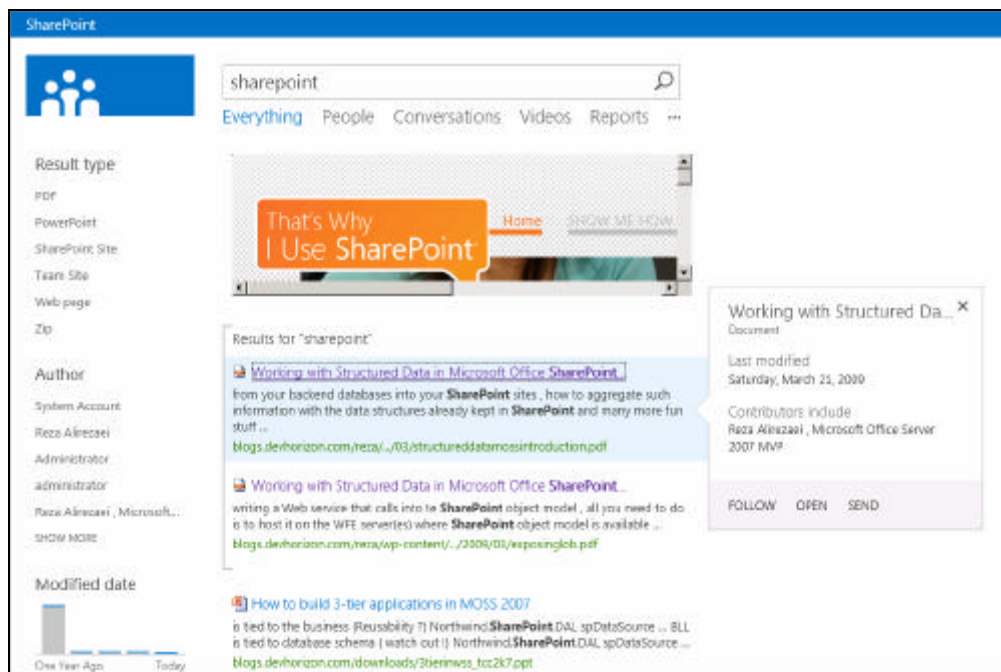 SharePoint
sharepoint
Everything People Conversations Videos Reports ...
Result type
PDF
PowerPoint
SharePoint Site
Team Site
Web page
Zip
Author
System Account
Reza Alirezaei
Administrator
administrator
Reza Alirezaei , Microsoft...
SHOW MORE
Modified date
One Year Ago Today
That's Why
I Use SharePoint
Home SHOW ME HOW
Results for "sharepoint"
Working with Structured Data in Microsoft Office SharePoint...
from your backend databases into your SharePoint sites , how to aggregate such
information with the data structures already kept in SharePoint and many more fun
stuff ...
blogs.devhorizon.com/reza/.../03/structureddatamossintroduction.pdf
Working with Structured Data in Microsoft Office SharePoint...
writing a Web service that calls into te SharePoint object model , all you need to do
is to host it on the WFE server(es) where SharePoint object model is available ...
blogs.devhorizon.com/reza/wp-content/.../2009/03/exposinglob.pdf
How to build 3-tier applications in MOSS 2007
is tied to the business (Reusability ?) Northwind.SharePoint.DAL spDataSource ... BLL
is tied to database schema ( watch out !) Northwind.SharePoint.DAL spDataSource ...
blogs.devhorizon.com/downloads/3tierinwss_tcc2k7.ppt
Working with Structured Da... ×
Document
Last modified
Saturday, March 25, 2009
Contributors include
Reza Alirezaei , Microsoft Office Server
2007 MVP
FOLLOW OPEN SEND